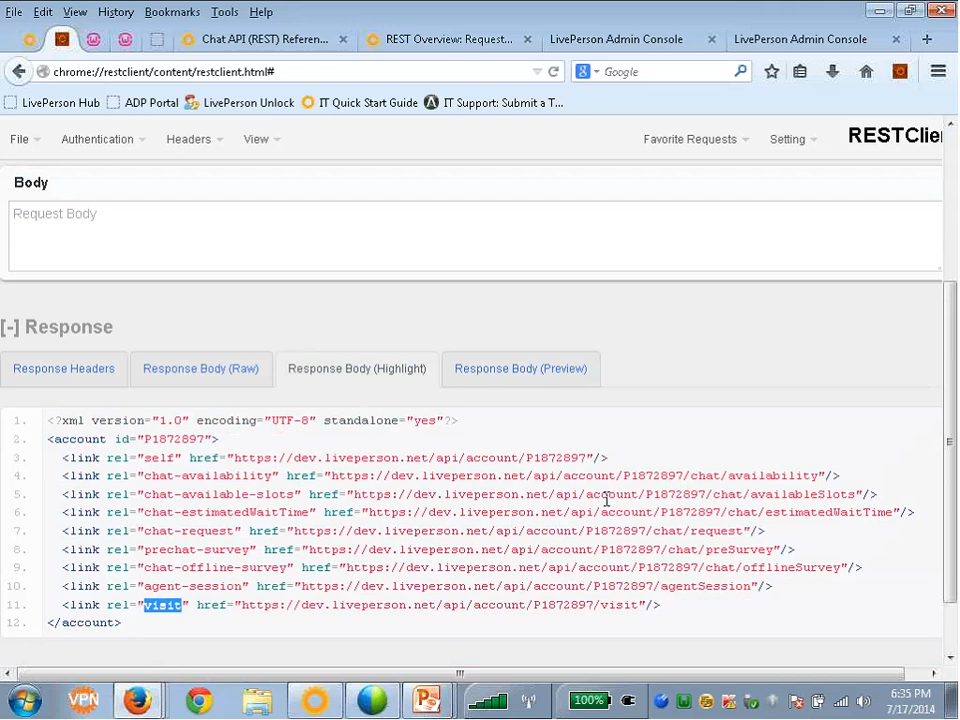 File Edit View History Bookmarks Tools Help
Chat API (REST) Referen... × REST Overview: Request... × LivePerson Admin Console × LivePerson Admin Console × +
chrome://restclient/content/restclient.html# Google
LivePerson Hub ADP Portal LivePerson Unlock IT Quick Start Guide IT Support: Submit a T...
File Authentication Headers View Favorite Requests Setting RESTClie
Body
Request Body
[-] Response
Response Headers Response Body (Raw) Response Body (Highlight) Response Body (Preview)
1. <?xml version="1.0" encoding="UTF-8" standalone="yes"?>
2. <account id="P1872897">
3. <link rel="self" href="https://dev.liveperson.net/api/account/P1872897"/>
4. <link rel="chat-availability" href="https://dev.liveperson.net/api/account/P1872897/chat/availability"/>
5. <link rel="chat-available-slots" href="https://dev.liveperson.net/api/account/P1872897/chat/availableSlots"/>
6. <link rel="chat-estimatedWaitTime" href="https://dev.liveperson.net/api/account/P1872897/chat/estimatedWaitTime"/>
7. <link rel="chat-request" href="https://dev.liveperson.net/api/account/P1872897/chat/request"/>
8. <link rel="prechat-survey" href="https://dev.liveperson.net/api/account/P1872897/chat/preSurvey"/>
9. <link rel="chat-offline-survey" href="https://dev.liveperson.net/api/account/P1872897/chat/offlineSurvey"/>
10. <link rel="agent-session" href="https://dev.liveperson.net/api/account/P1872897/agentSession"/>
11. <link rel="visit" href="https://dev.liveperson.net/api/account/P1872897/visit"/>
12. </account>
VPN 100% 6:35 PM
7/17/2014